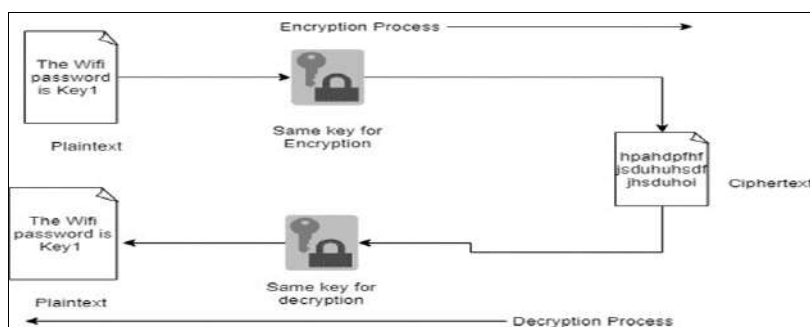 Encryption Process
The Wifi
password
is Key1
Plaintext
Same key for
Encryption
hpahdpfhf
jsduhuhsdf
jhsduhoi
Ciphertext
The Wifi
password is
Key1
Plaintext
Same key for
decryption
Decryption Process